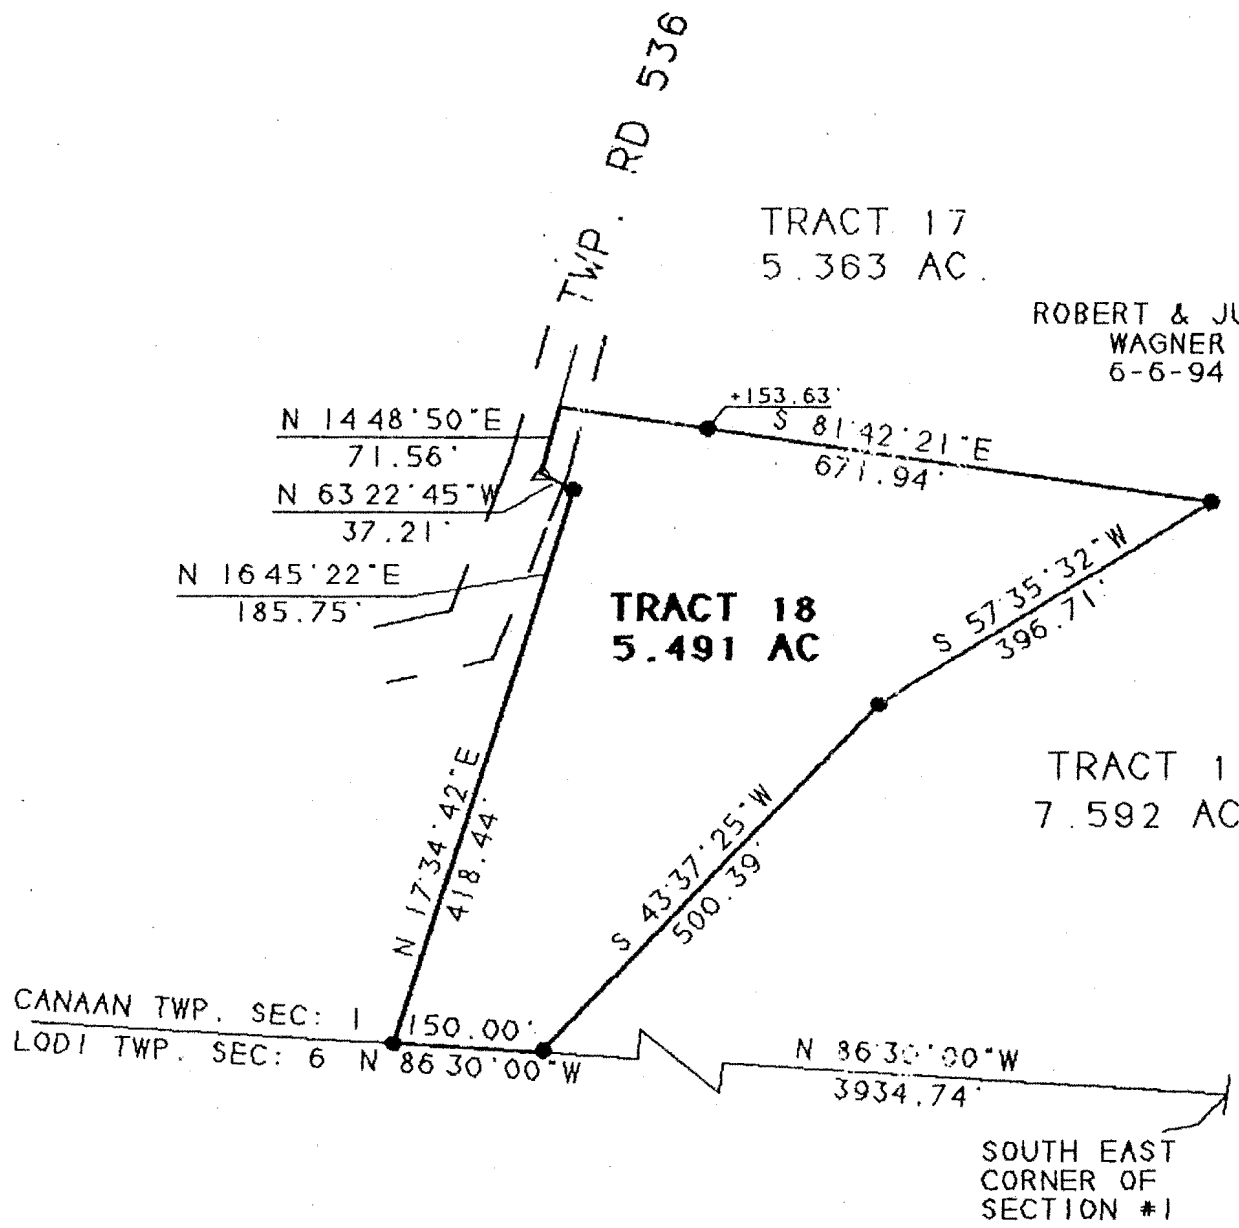 TWP. RD 536
TRACT 17
5.363 AC.
ROBERT & JU
WAGNER
6-6-94
+153.63'
S 81°42'21"E
671.94'
N 14 48'50"E
71.56'
N 63 22'45"W
37.21'
N 16 45'22"E
185.75'
TRACT 18
5.491 AC
S 57°35'32"W
396.71'
TRACT 1
7.592 AC
N 17°34'42"E
418.44'
S 43°37'25"W
500.39'
CANAAN TWP. SEC: 1
LODI TWP. SEC: 6
150.00'
N 86 30'00"W
N 86°30'00"W
3934.74'
SOUTH EAST
CORNER OF
SECTION #1